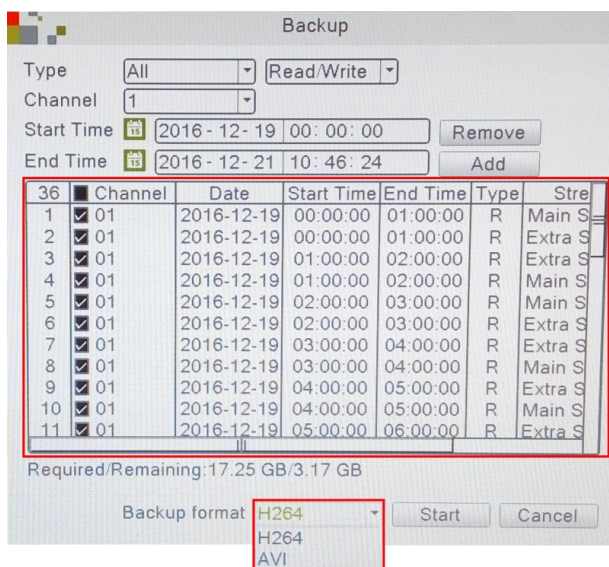 Backup
Type All Read/Write
Channel 1
Start Time 15 2016 - 12 - 19 00: 00: 00 Remove
End Time 15 2016 - 12 - 21 10: 46: 24 Add
36 Channel Date Start Time End Time Type Stre
1 01 2016-12-19 00:00:00 01:00:00 R Main S
2 01 2016-12-19 00:00:00 01:00:00 R Extra S
3 01 2016-12-19 01:00:00 02:00:00 R Extra S
4 01 2016-12-19 01:00:00 02:00:00 R Main S
5 01 2016-12-19 02:00:00 03:00:00 R Main S
6 01 2016-12-19 02:00:00 03:00:00 R Extra S
7 01 2016-12-19 03:00:00 04:00:00 R Extra S
8 01 2016-12-19 03:00:00 04:00:00 R Main S
9 01 2016-12-19 04:00:00 05:00:00 R Extra S
10 01 2016-12-19 04:00:00 05:00:00 R Main S
11 01 2016-12-19 05:00:00 06:00:00 R Extra S
Required/Remaining:17.25 GB/3.17 GB
Backup format H264 Start Cancel
H264
AVI